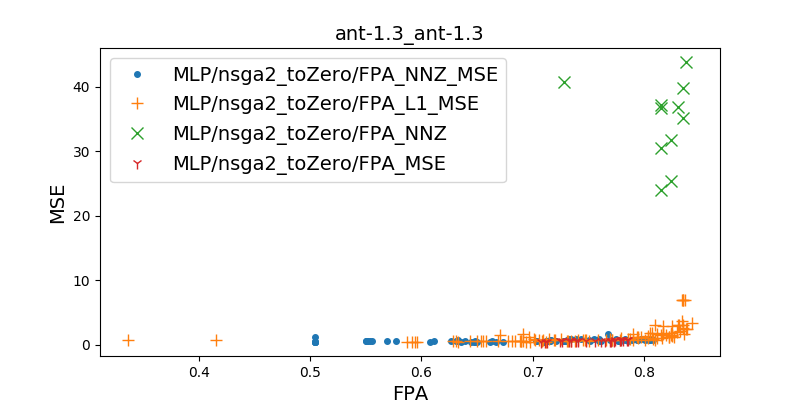 ant-1.3_ant-1.3
MLP/nsga2_toZero/FPA_NNZ_MSE
MLP/nsga2_toZero/FPA_L1_MSE
MLP/nsga2_toZero/FPA_NNZ
MLP/nsga2_toZero/FPA_MSE
MSE
40
30
20
10
0
0.4 0.5 0.6 0.7 0.8
FPA